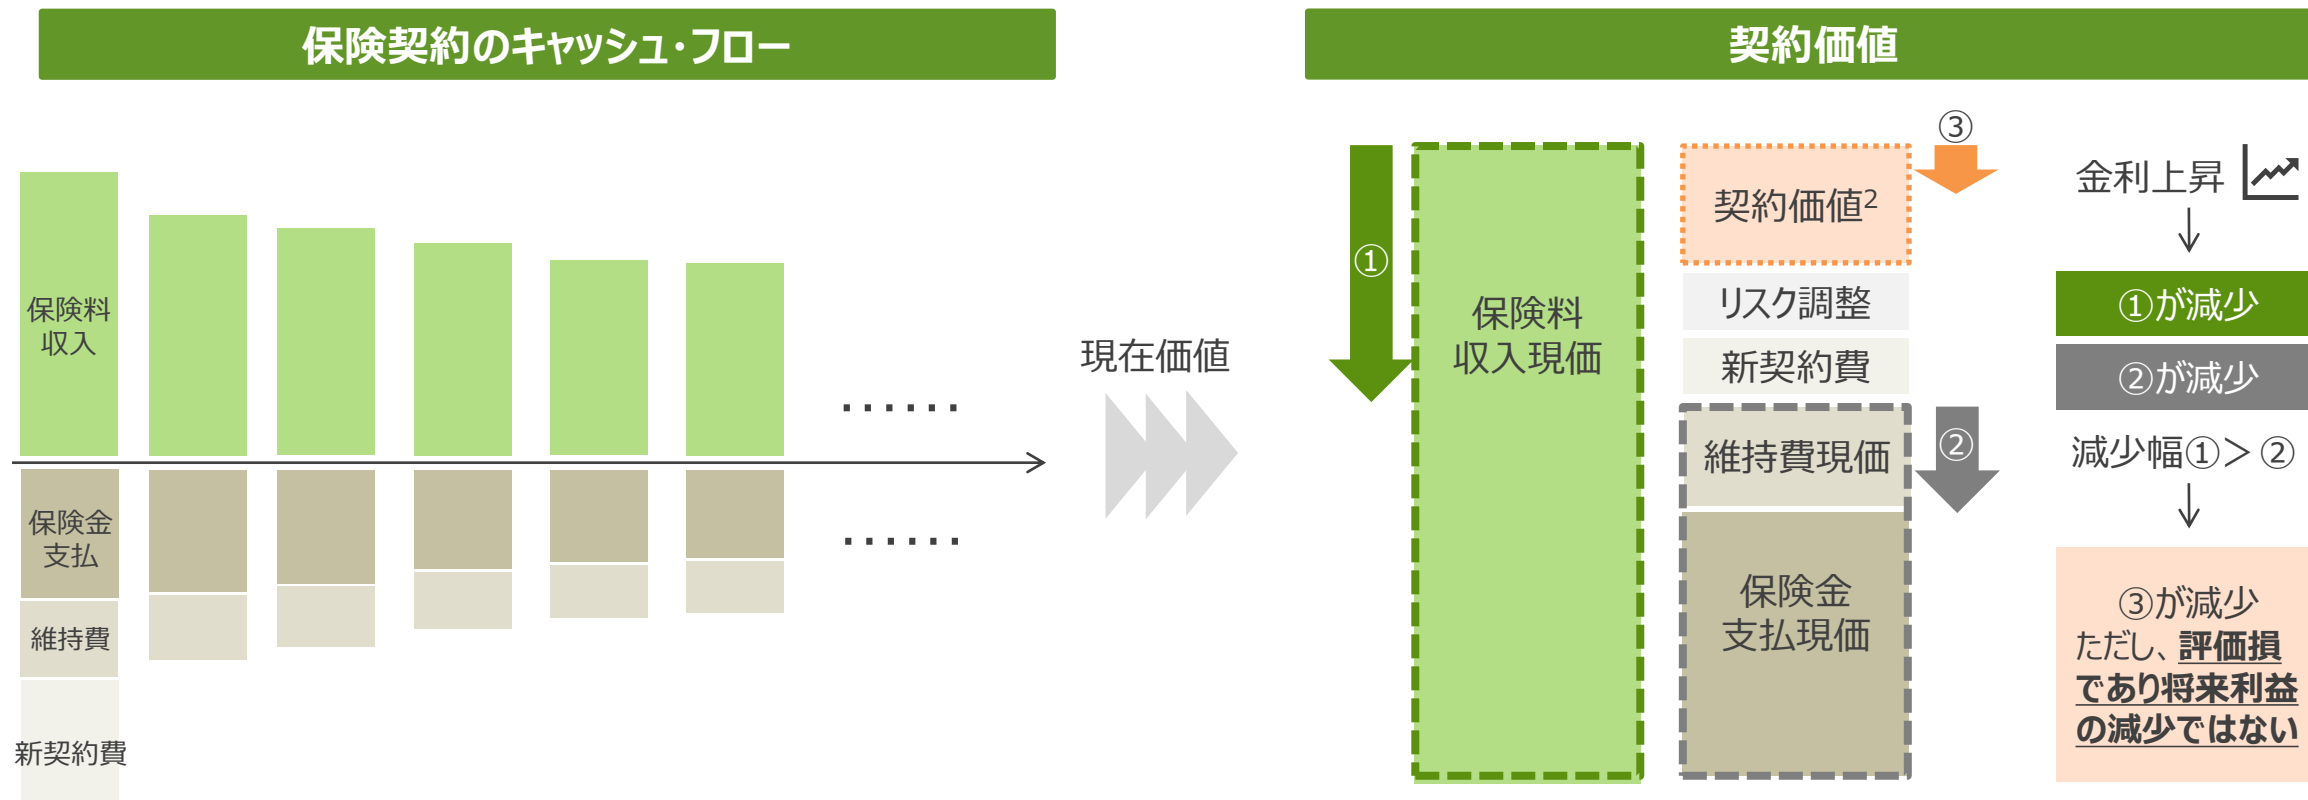 保険契約のキャッシュ・フロー
保険料
収入
保険金
支払
維持費
新契約費
……
……
現在価値
契約価値
①
保険料
収入現価
③
契約価値2
リスク調整
新契約費
維持費現価
②
保険金
支払現価
金利上昇
↓
①が減少
②が減少
減少幅①＞②
↓
③が減少
ただし、評価損
であり将来利益
の減少ではない